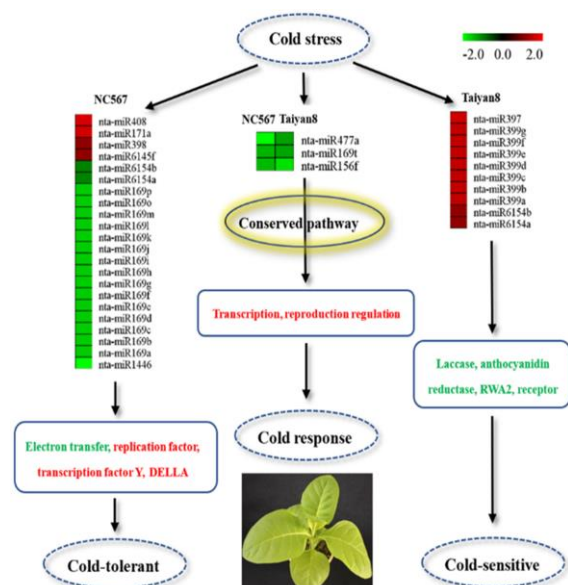 Cold stress
-2.0 0.0 2.0
NC567
nta-miR408
nta-miR171a
nta-miR398
nta-miR6145f
nta-miR6154b
nta-miR6154a
nta-miR169p
nta-miR169o
nta-miR169m
nta-miR169l
nta-miR169k
nta-miR169j
nta-miR169i
nta-miR169h
nta-miR169g
nta-miR169f
nta-miR169e
nta-miR169d
nta-miR169c
nta-miR169b
nta-miR169a
nta-miR1446
Electron transfer, replication factor,
transcription factor Y, DELLA
Cold-tolerant
NC567 Taiyan8
nta-miR477a
nta-miR169t
nta-miR156f
Conserved pathway
Transcription, reproduction regulation
Cold response
Taiyan8
nta-miR397
nta-miR399g
nta-miR399f
nta-miR399e
nta-miR399d
nta-miR399c
nta-miR399b
nta-miR399a
nta-miR6154b
nta-miR6154a
Laccase, anthocyanidin
reductase, RWA2, receptor
Cold-sensitive